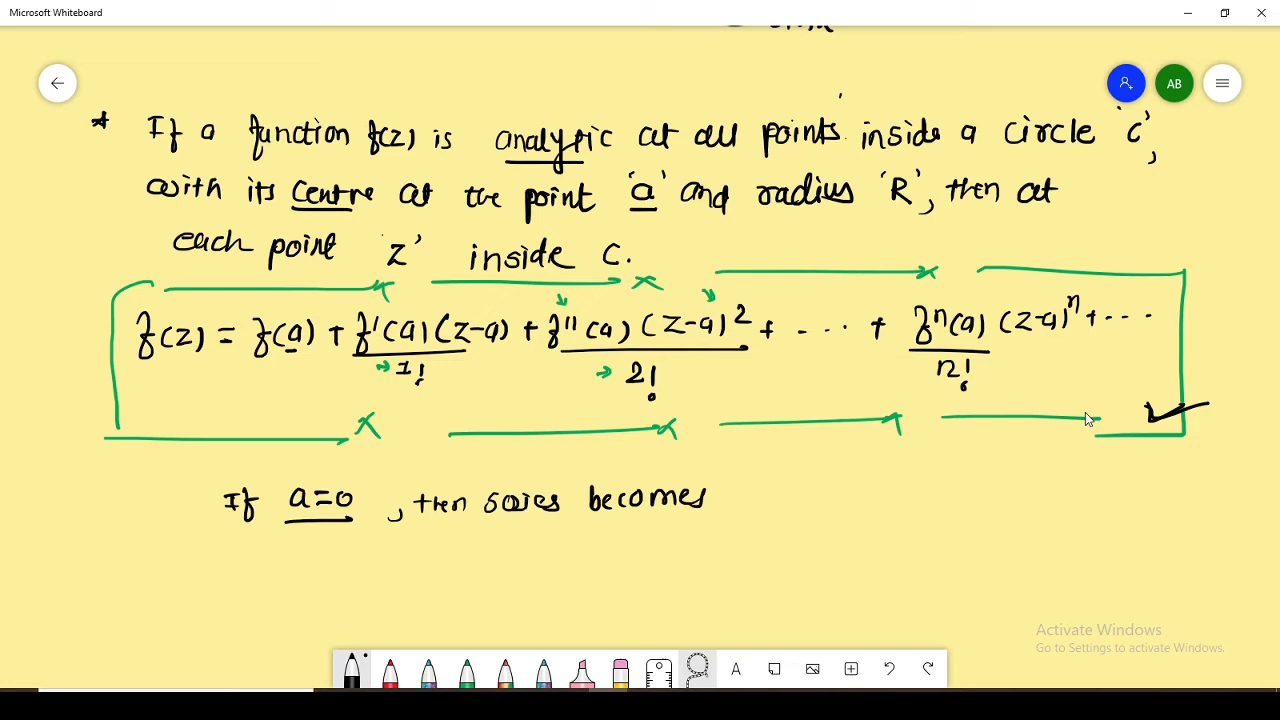 Microsoft Whiteboard
AB
* If a function f(z) is analytic at all points inside a circle 'c',
with its centre at the point 'a' and radius 'R', then at
each point 'z' inside C.
f(z) = f(a) + f'(a)(z-a)/1! + f''(a)(z-a)²/2! + ... + fⁿ(a)/n! (z-a)ⁿ + ...
If a=0, then series becomes
Activate Windows
Go to Settings to activate Windows.
A